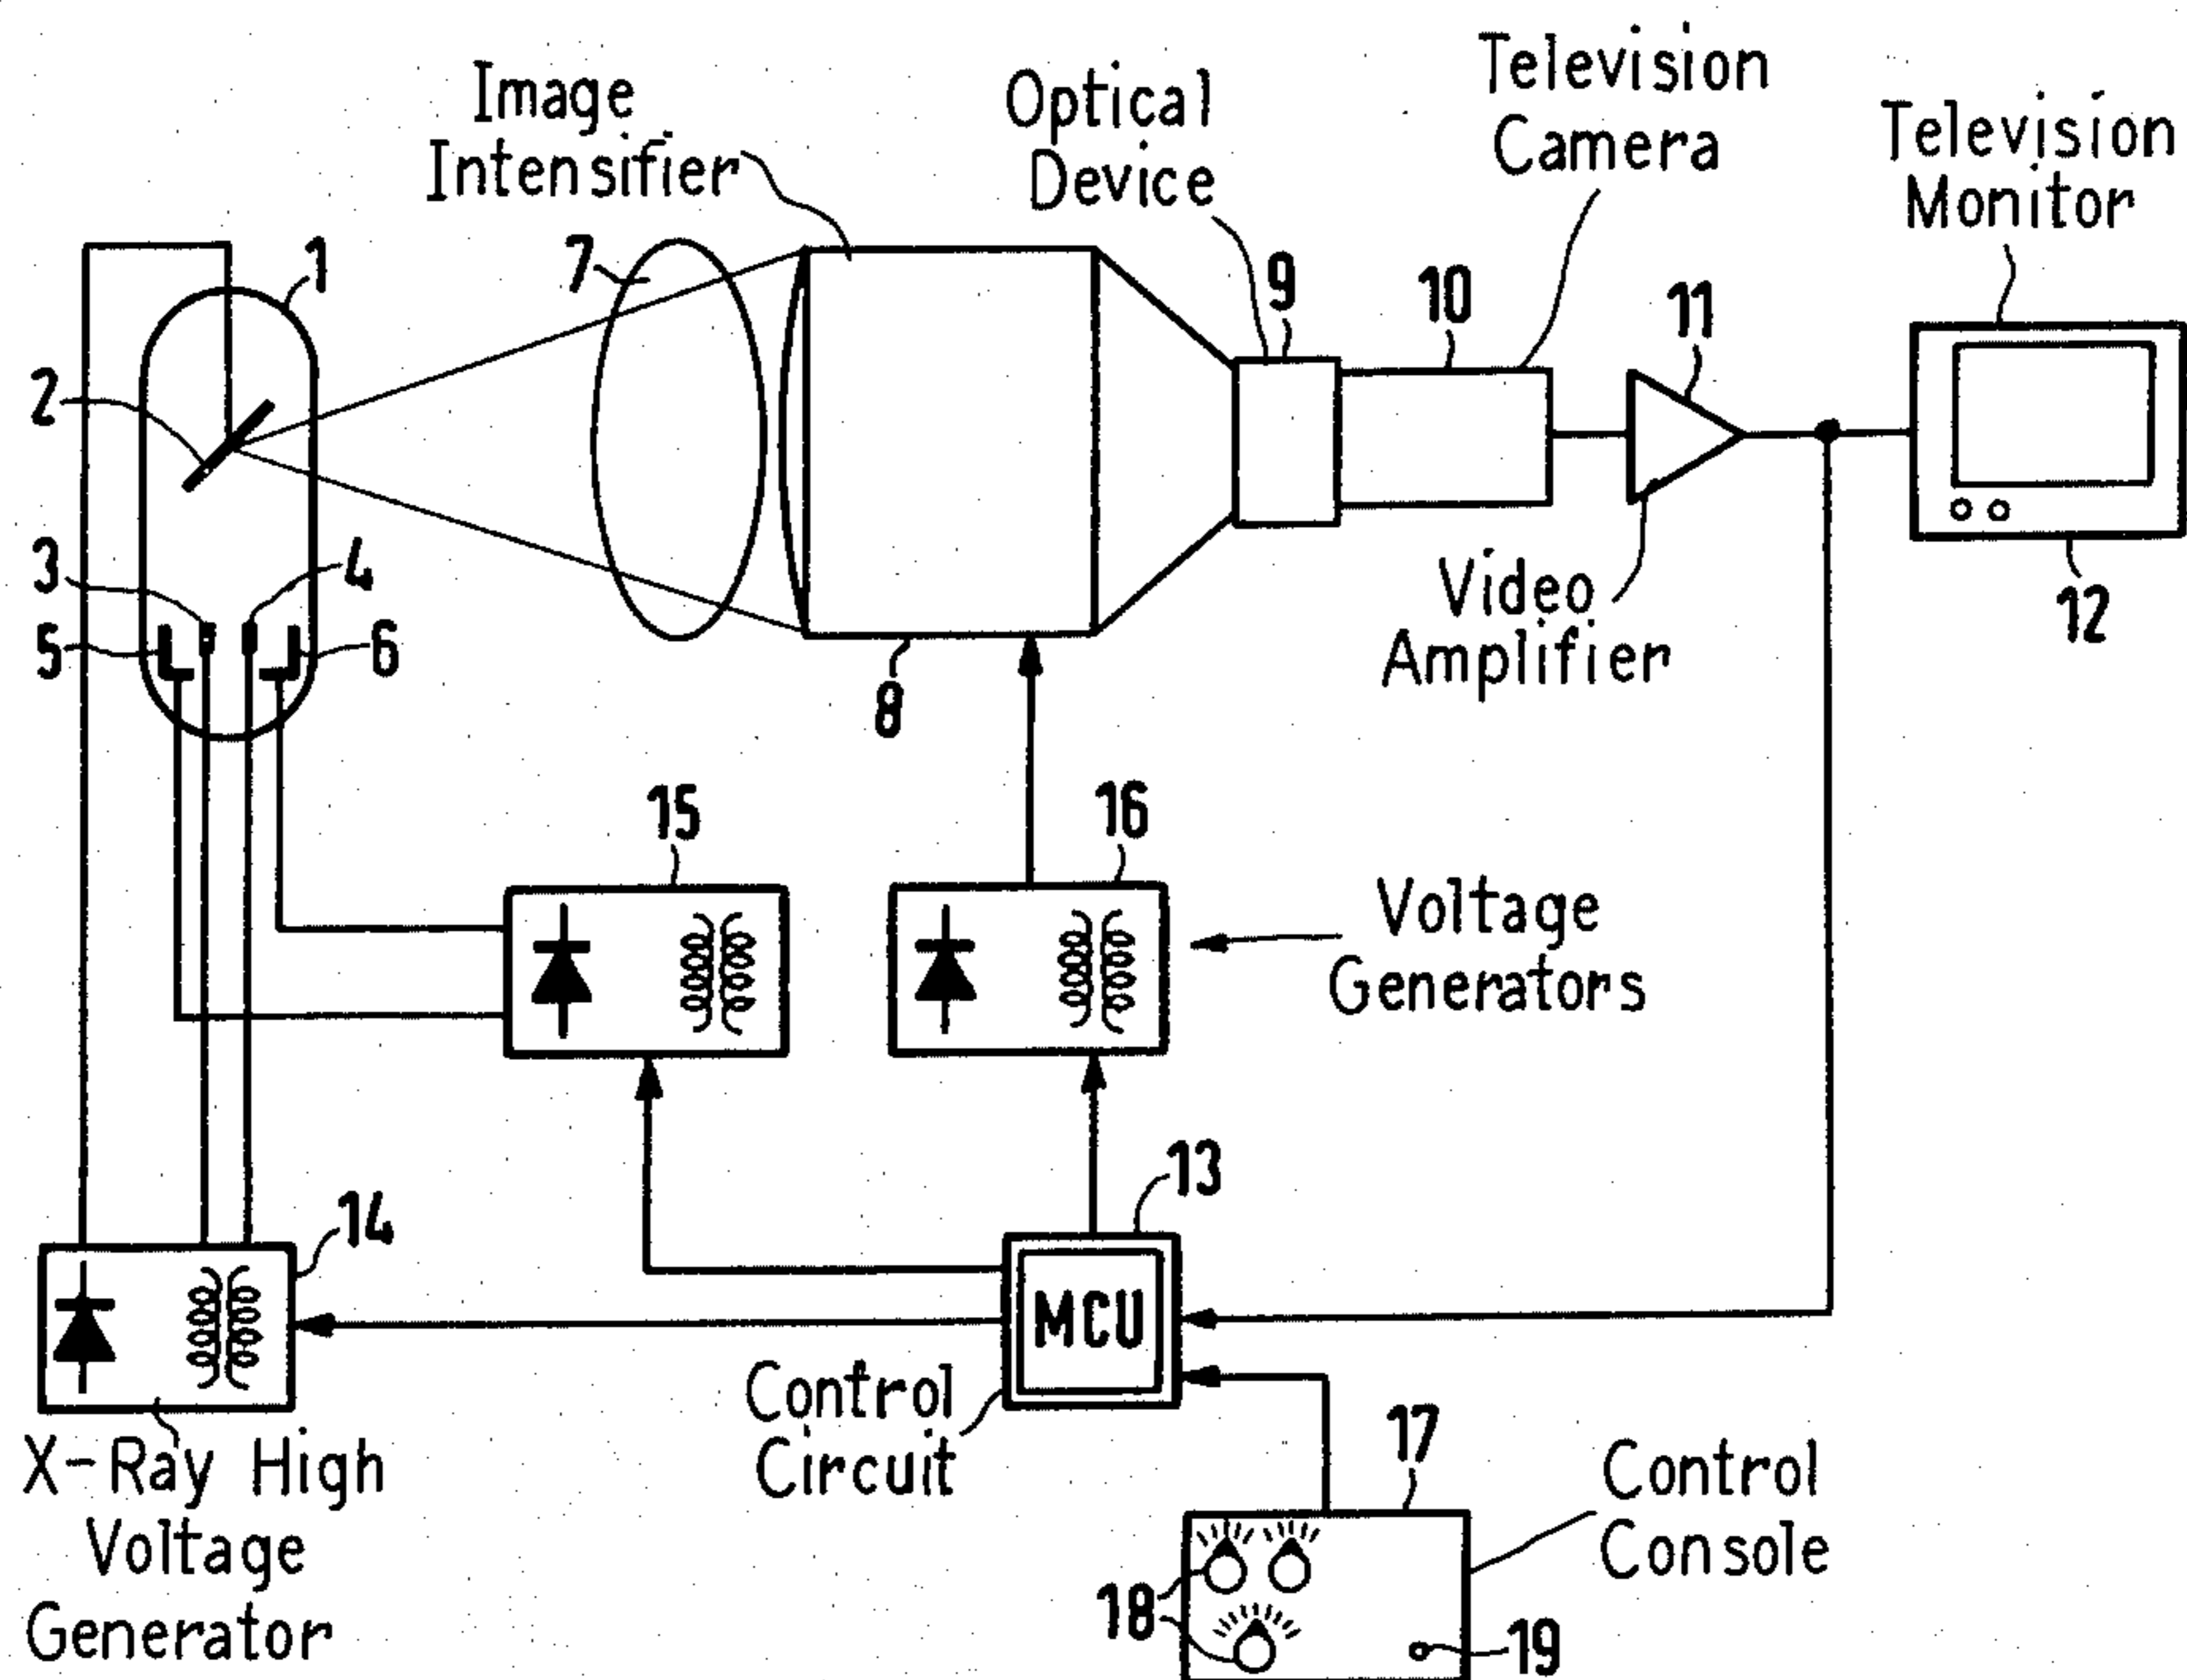 Image
Intensifier
Optical
Device
Television
Camera
Television
Monitor
1
7
9
10
11
2
3
4
5
6
8
Video
Amplifier
12
15
16
Voltage
Generators
13
14
MCU
Control
Circuit
X-Ray High
Voltage
Generator
17
Control
Console
18
19